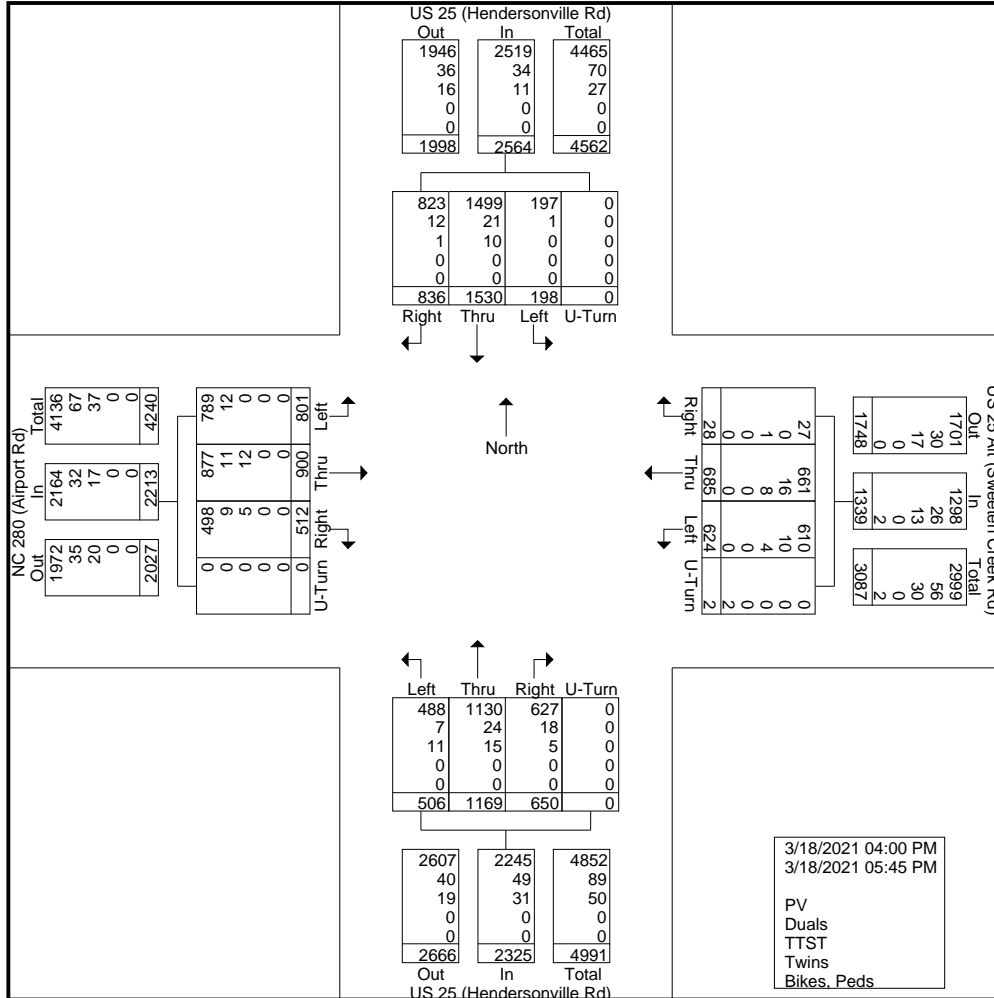 US 25 (Hendersonville Rd)
Out In Total
1946 2519 4465
36 34 70
16 11 27
0 0 0
0 0 0
1998 2564 4562
823 1499 197 0
12 21 1 0
1 10 0 0
0 0 0 0
0 0 0 0
836 1530 198 0
Right Thru Left U-Turn
NC 280 (Airport Rd)
Out In Total
1972 2164 4136
35 32 67
20 17 37
0 0 0
0 0 0
2027 2213 4240
U-Turn Right Thru Left
0 498 877 789
0 9 11 12
0 5 12 0
0 0 0 0
0 0 0 0
0 512 900 801
North
US 25 Alt (Sweeten Creek Rd)
Out In Total
1701 1298 2999
30 26 56
17 13 30
0 0 0
0 2 2
1748 1339 3087
27 661 610 0
0 16 10 0
1 8 4 0
0 0 0 0
0 0 0 2
28 685 624 2
Right Thru Left U-Turn
Left Thru Right U-Turn
488 1130 627 0
7 24 18 0
11 15 5 0
0 0 0 0
0 0 0 0
506 1169 650 0
2607 2245 4852
40 49 89
19 31 50
0 0 0
0 0 0
2666 2325 4991
Out In Total
US 25 (Hendersonville Rd)
3/18/2021 04:00 PM
3/18/2021 05:45 PM
PV
Duals
TTST
Twins
Bikes, Peds